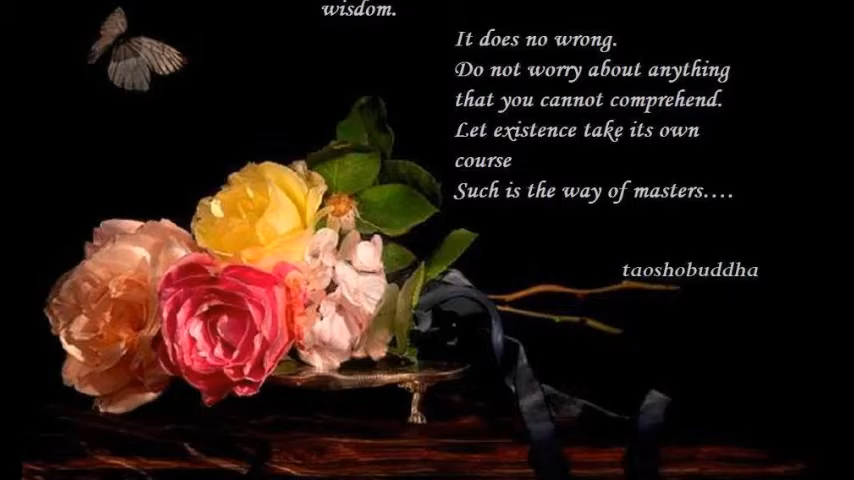 wisdom.
It does no wrong.
Do not worry about anything
that you cannot comprehend.
Let existence take its own
course
Such is the way of masters....
taoshobuddha